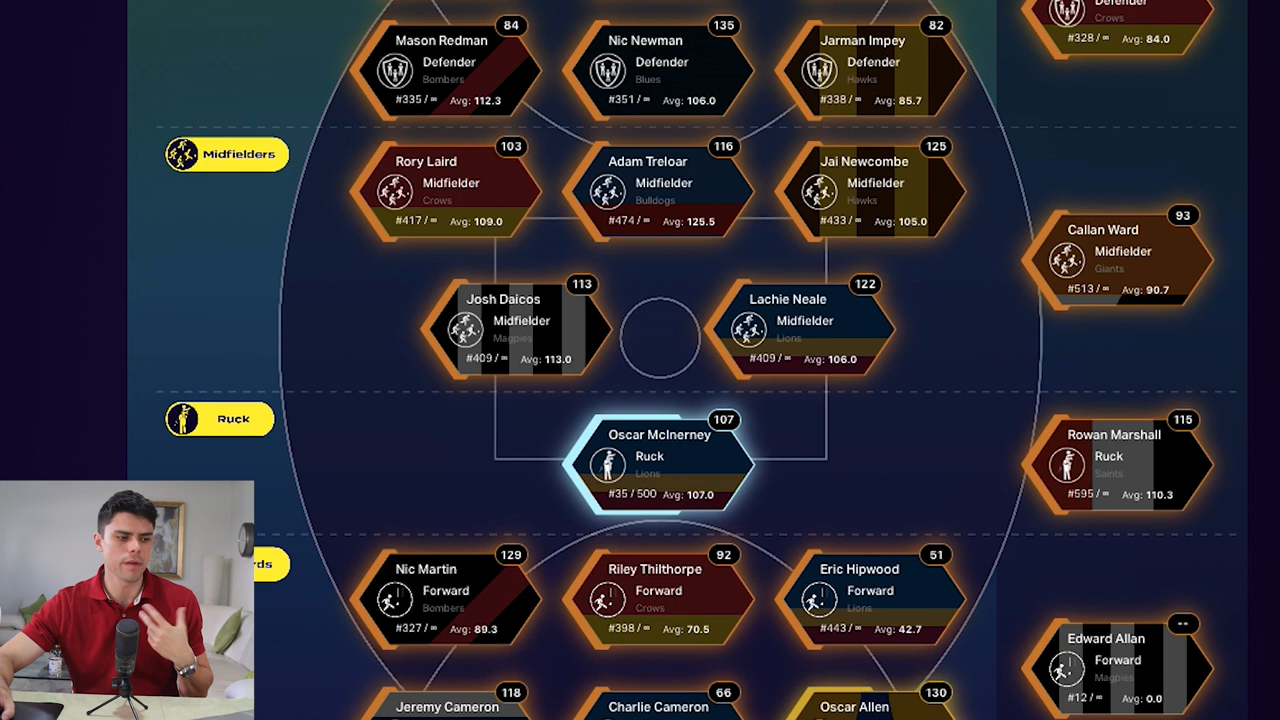 Defender
Crows
#328 / ∞ Avg: 84.0
84
Mason Redman
Defender
Bombers
#335 / ∞ Avg: 112.3
135
Nic Newman
Defender
Blues
#351 / ∞ Avg: 106.0
82
Jarman Impey
Defender
Hawks
#338 / ∞ Avg: 85.7
Midfielders
103
Rory Laird
Midfielder
Crows
#417 / ∞ Avg: 109.0
116
Adam Treloar
Midfielder
Bulldogs
#474 / ∞ Avg: 125.5
125
Jai Newcombe
Midfielder
Hawks
#433 / ∞ Avg: 105.0
93
Callan Ward
Midfielder
Giants
#513 / ∞ Avg: 90.7
113
Josh Daicos
Midfielder
Magpies
#409 / ∞ Avg: 113.0
122
Lachie Neale
Midfielder
Lions
#409 / ∞ Avg: 106.0
Ruck
107
Oscar McInerney
Ruck
Lions
#35 / 500 Avg: 107.0
115
Rowan Marshall
Ruck
Saints
#595 / ∞ Avg: 110.3
rds
129
Nic Martin
Forward
Bombers
#327 / ∞ Avg: 89.3
92
Riley Thilthorpe
Forward
Crows
#398 / ∞ Avg: 70.5
51
Eric Hipwood
Forward
Lions
#443 / ∞ Avg: 42.7
--
Edward Allan
Forward
Magpies
#12 / ∞ Avg: 0.0
118
Jeremy Cameron
66
Charlie Cameron
130
Oscar Allen